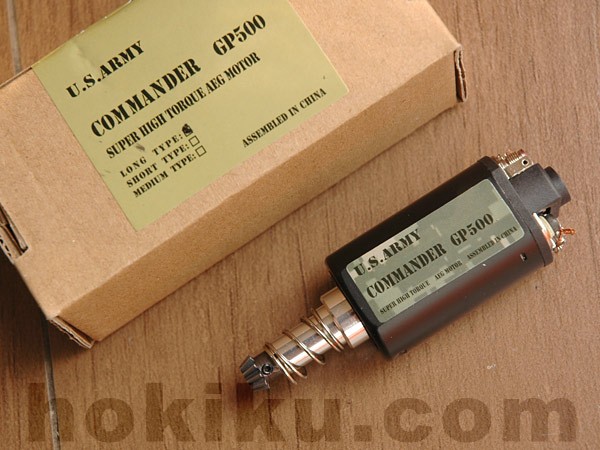 U.S.ARMY
COMMANDER GP500
SUPER HIGH TORQUE AEG MOTOR
LONG TYPE:
SHORT TYPE:
MEDIUM TYPE:
ASSEMBLED IN CHINA
U.S.ARMY
COMMANDER GP500
SUPER HIGH TORQUE AEG MOTOR ASSEMBLED IN CHINA
hokiku.com